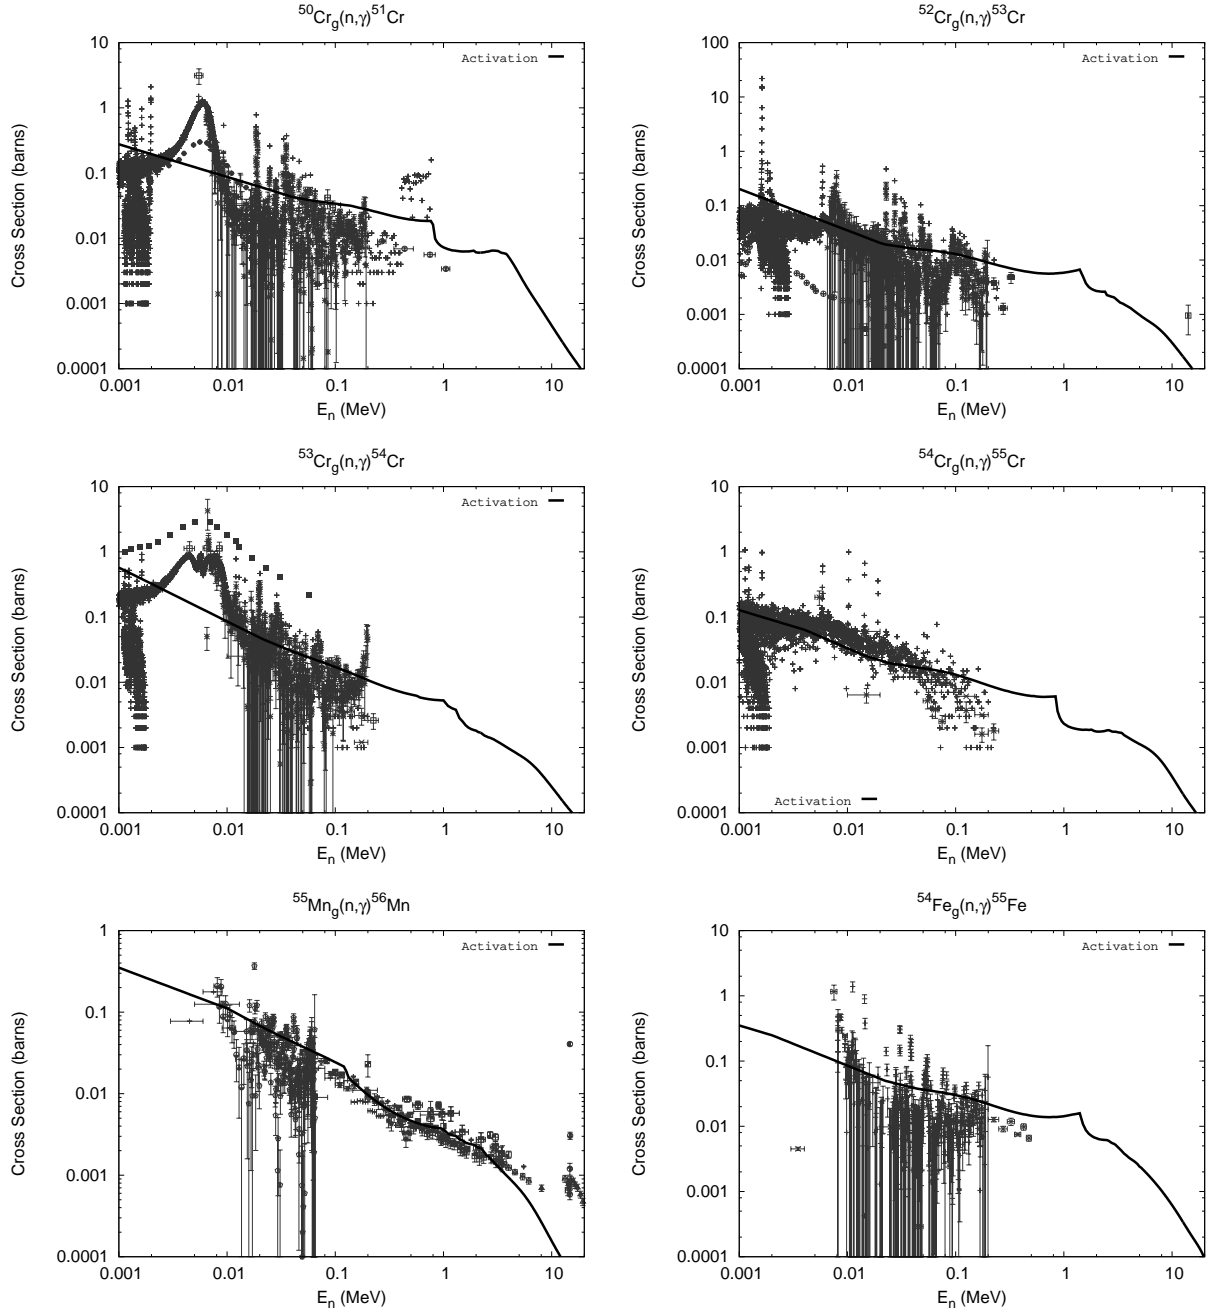 ⁵⁰Cr_g(n,γ)⁵¹Cr
10
1
0.1
0.01
0.001
0.0001
Cross Section (barns)
Activation
0.001 0.01 0.1 1 10
E_n (MeV)
⁵²Cr_g(n,γ)⁵³Cr
100
10
1
0.1
0.01
0.001
0.0001
Cross Section (barns)
Activation
0.001 0.01 0.1 1 10
E_n (MeV)
⁵³Cr_g(n,γ)⁵⁴Cr
10
1
0.1
0.01
0.001
0.0001
Cross Section (barns)
Activation
0.001 0.01 0.1 1 10
E_n (MeV)
⁵⁴Cr_g(n,γ)⁵⁵Cr
10
1
0.1
0.01
0.001
0.0001
Cross Section (barns)
Activation
0.001 0.01 0.1 1 10
E_n (MeV)
⁵⁵Mn_g(n,γ)⁵⁶Mn
1
0.1
0.01
0.001
0.0001
Cross Section (barns)
Activation
0.001 0.01 0.1 1 10
E_n (MeV)
⁵⁴Fe_g(n,γ)⁵⁵Fe
10
1
0.1
0.01
0.001
0.0001
Cross Section (barns)
Activation
0.001 0.01 0.1 1 10
E_n (MeV)